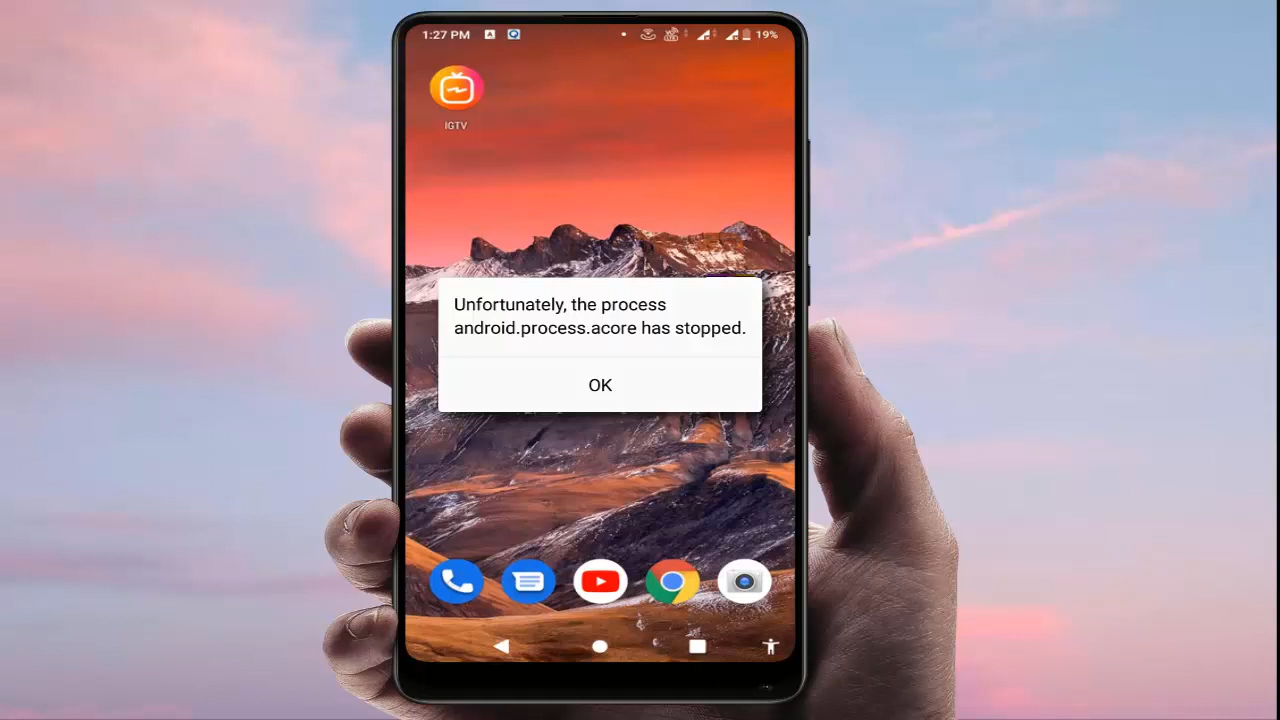 1:27 PM 19%
IGTV
Unfortunately, the process
android.process.acore has stopped.
OK